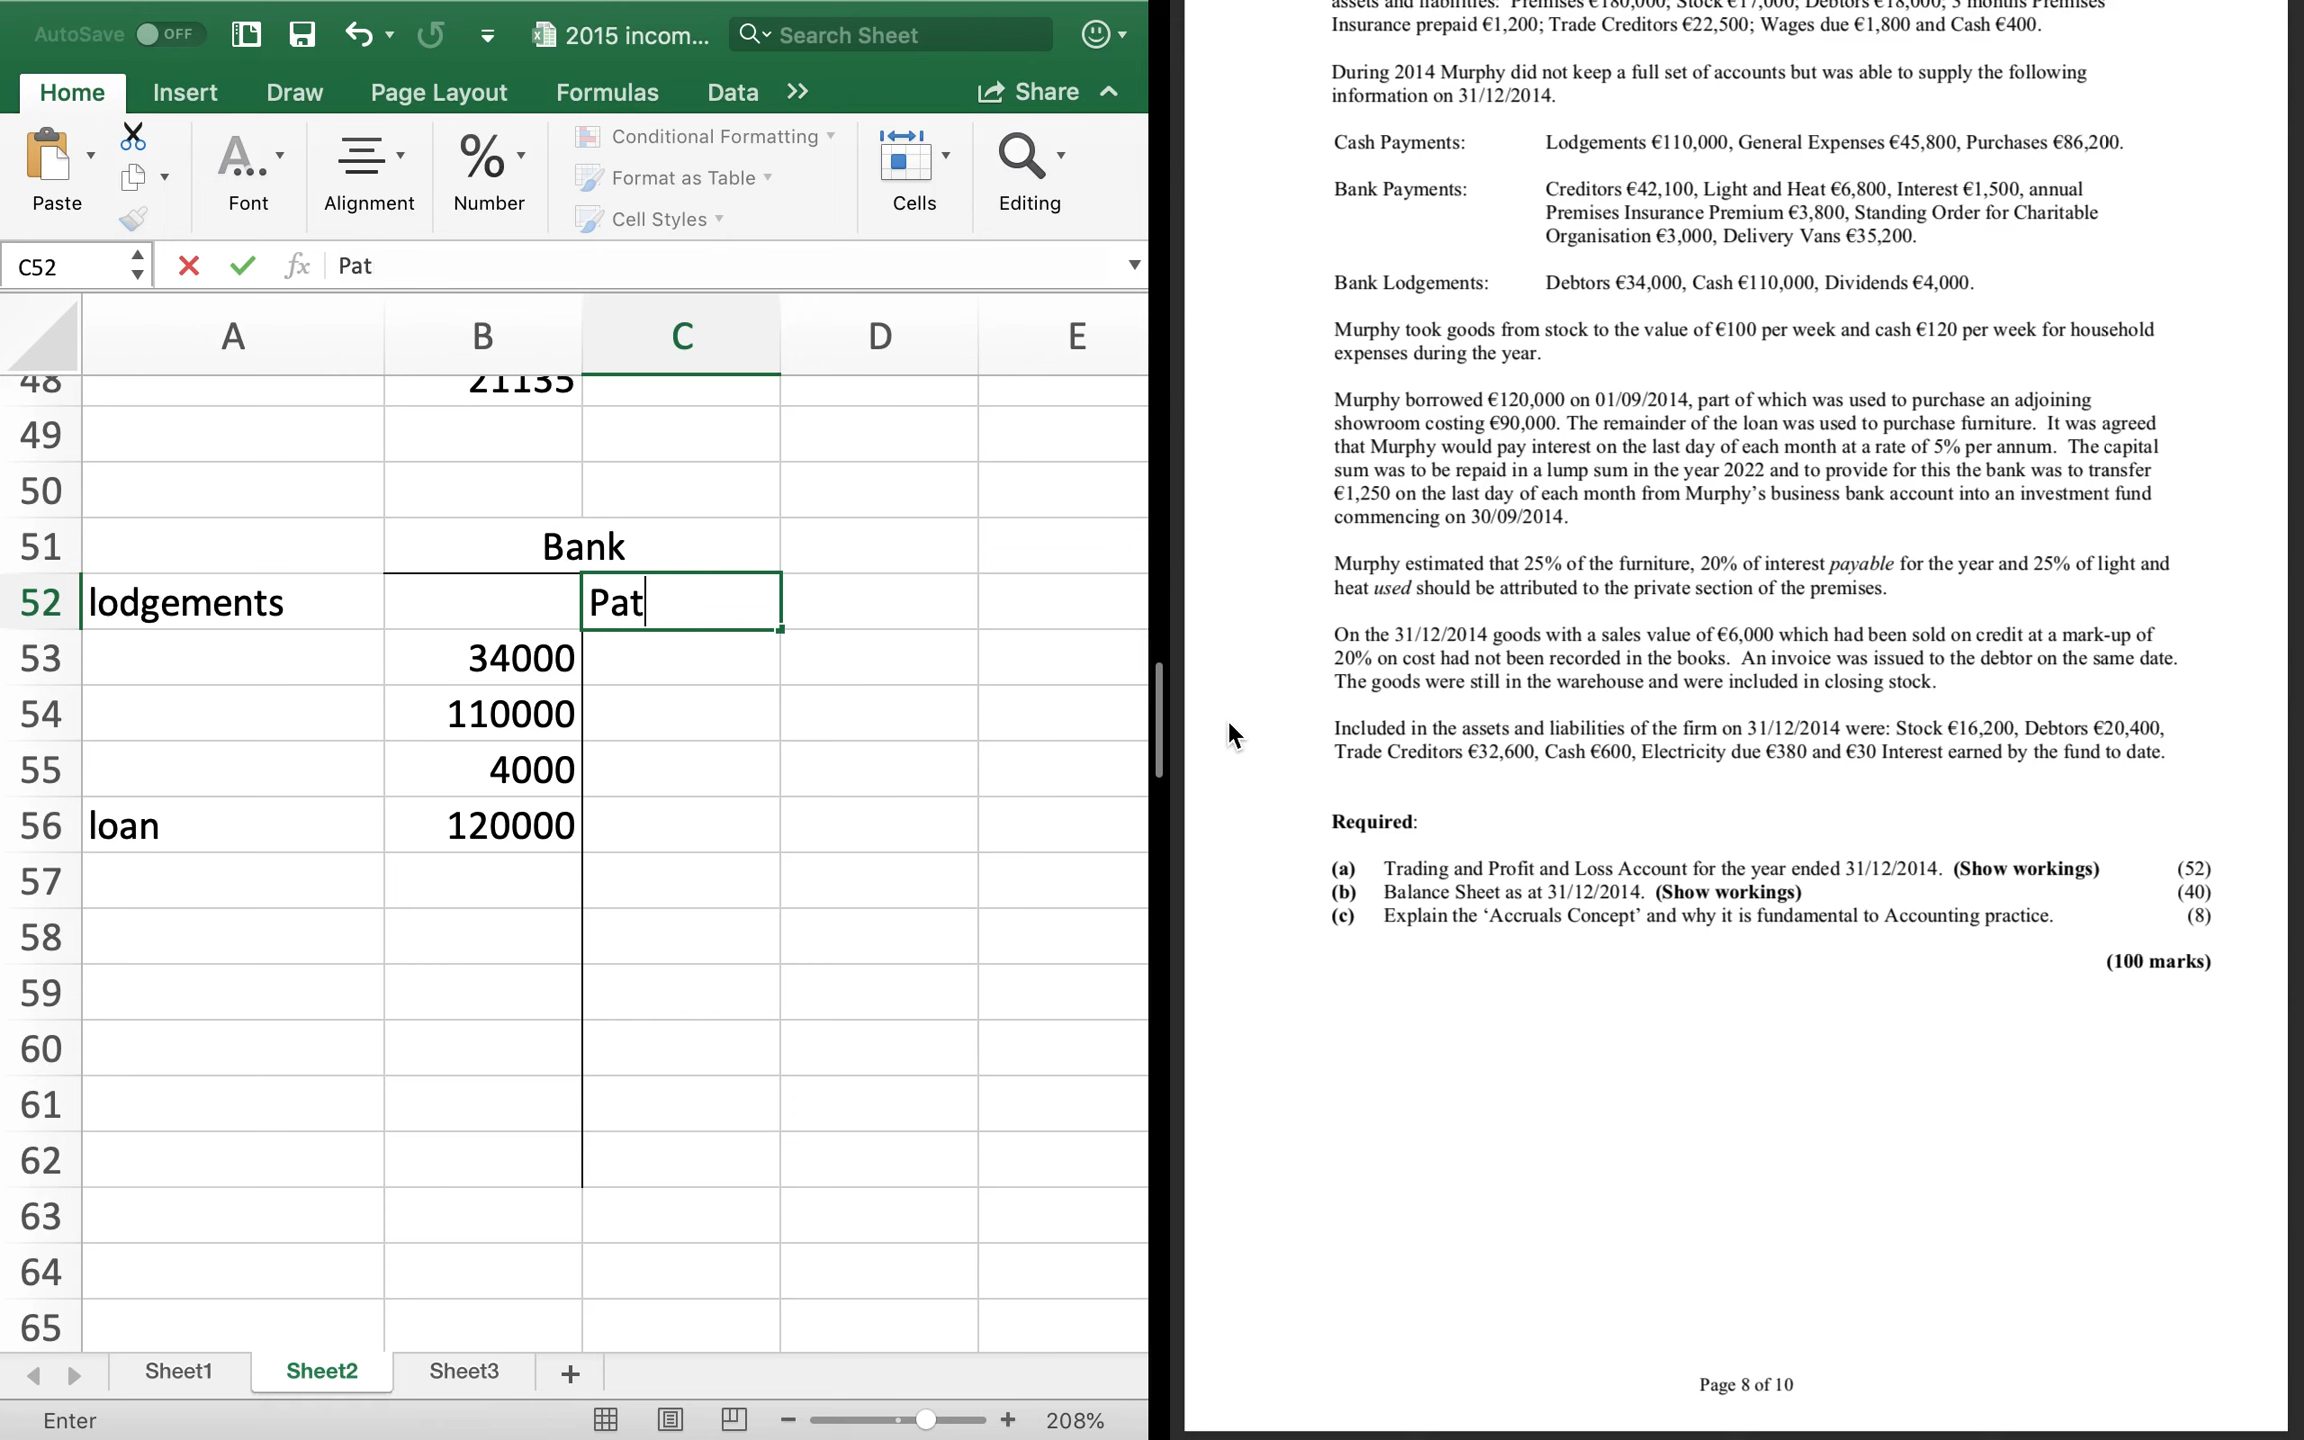 AutoSave OFF 2015 incom... Search Sheet
Home Insert Draw Page Layout Formulas Data >> Share
Paste Font Alignment Number Conditional Formatting Format as Table Cell Styles Cells Editing
C52 fx Pat
A B C D E
48 21135
49
50
51 Bank
52 lodgements Pat
53 34000
54 110000
55 4000
56 loan 120000
57
58
59
60
61
62
63
64
65
Sheet1 Sheet2 Sheet3 +
Enter 208%
assets and liabilities: Premises €180,000; Stock €17,000; Debtors €18,000; 3 months Premises
Insurance prepaid €1,200; Trade Creditors €22,500; Wages due €1,800 and Cash €400.
During 2014 Murphy did not keep a full set of accounts but was able to supply the following
information on 31/12/2014.
Cash Payments: Lodgements €110,000, General Expenses €45,800, Purchases €86,200.
Bank Payments: Creditors €42,100, Light and Heat €6,800, Interest €1,500, annual
Premises Insurance Premium €3,800, Standing Order for Charitable
Organisation €3,000, Delivery Vans €35,200.
Bank Lodgements: Debtors €34,000, Cash €110,000, Dividends €4,000.
Murphy took goods from stock to the value of €100 per week and cash €120 per week for household
expenses during the year.
Murphy borrowed €120,000 on 01/09/2014, part of which was used to purchase an adjoining
showroom costing €90,000. The remainder of the loan was used to purchase furniture. It was agreed
that Murphy would pay interest on the last day of each month at a rate of 5% per annum. The capital
sum was to be repaid in a lump sum in the year 2022 and to provide for this the bank was to transfer
€1,250 on the last day of each month from Murphy's business bank account into an investment fund
commencing on 30/09/2014.
Murphy estimated that 25% of the furniture, 20% of interest payable for the year and 25% of light and
heat used should be attributed to the private section of the premises.
On the 31/12/2014 goods with a sales value of €6,000 which had been sold on credit at a mark-up of
20% on cost had not been recorded in the books. An invoice was issued to the debtor on the same date.
The goods were still in the warehouse and were included in closing stock.
Included in the assets and liabilities of the firm on 31/12/2014 were: Stock €16,200, Debtors €20,400,
Trade Creditors €32,600, Cash €600, Electricity due €380 and €30 Interest earned by the fund to date.
Required:
(a) Trading and Profit and Loss Account for the year ended 31/12/2014. (Show workings) (52)
(b) Balance Sheet as at 31/12/2014. (Show workings) (40)
(c) Explain the ‘Accruals Concept’ and why it is fundamental to Accounting practice. (8)
(100 marks)
Page 8 of 10